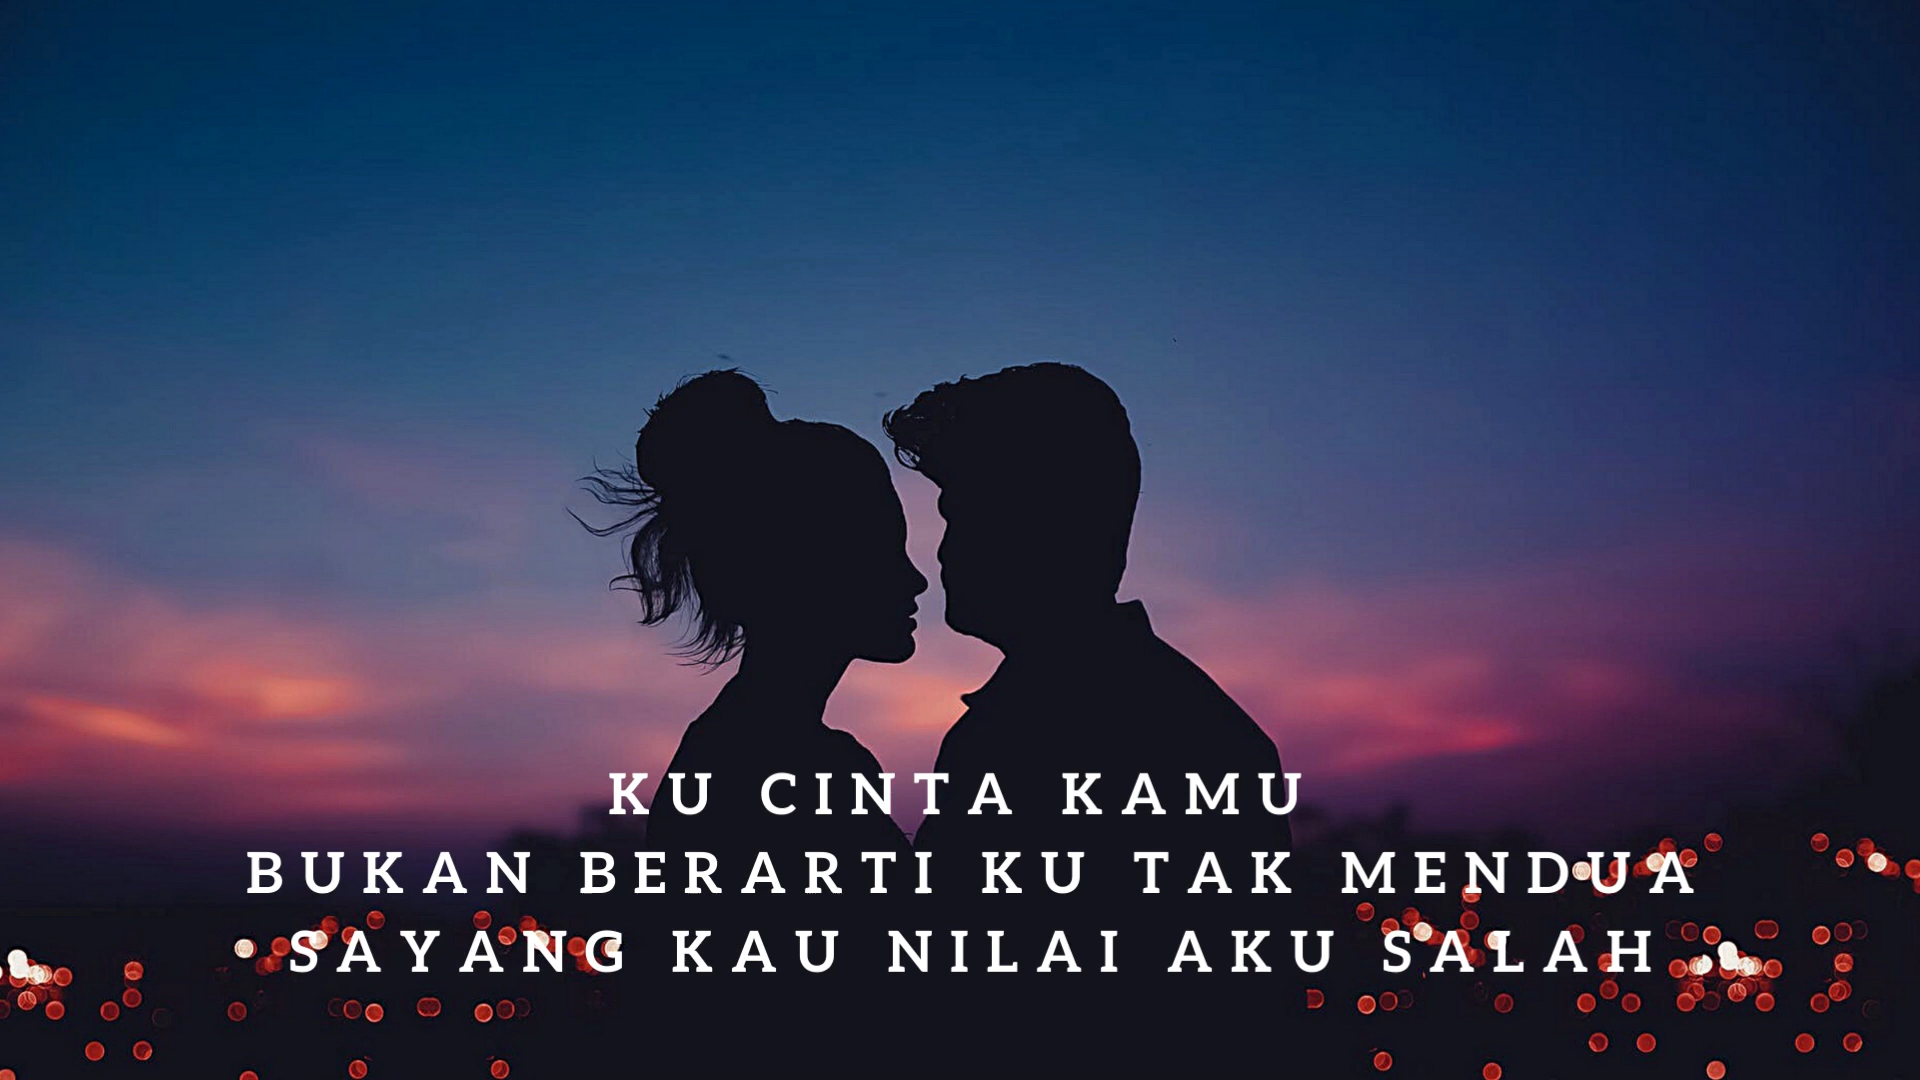 KU CINTA KAMU
BUKAN BERARTI KU TAK MENDUA
SAYANG KAU NILAI AKU SALAH